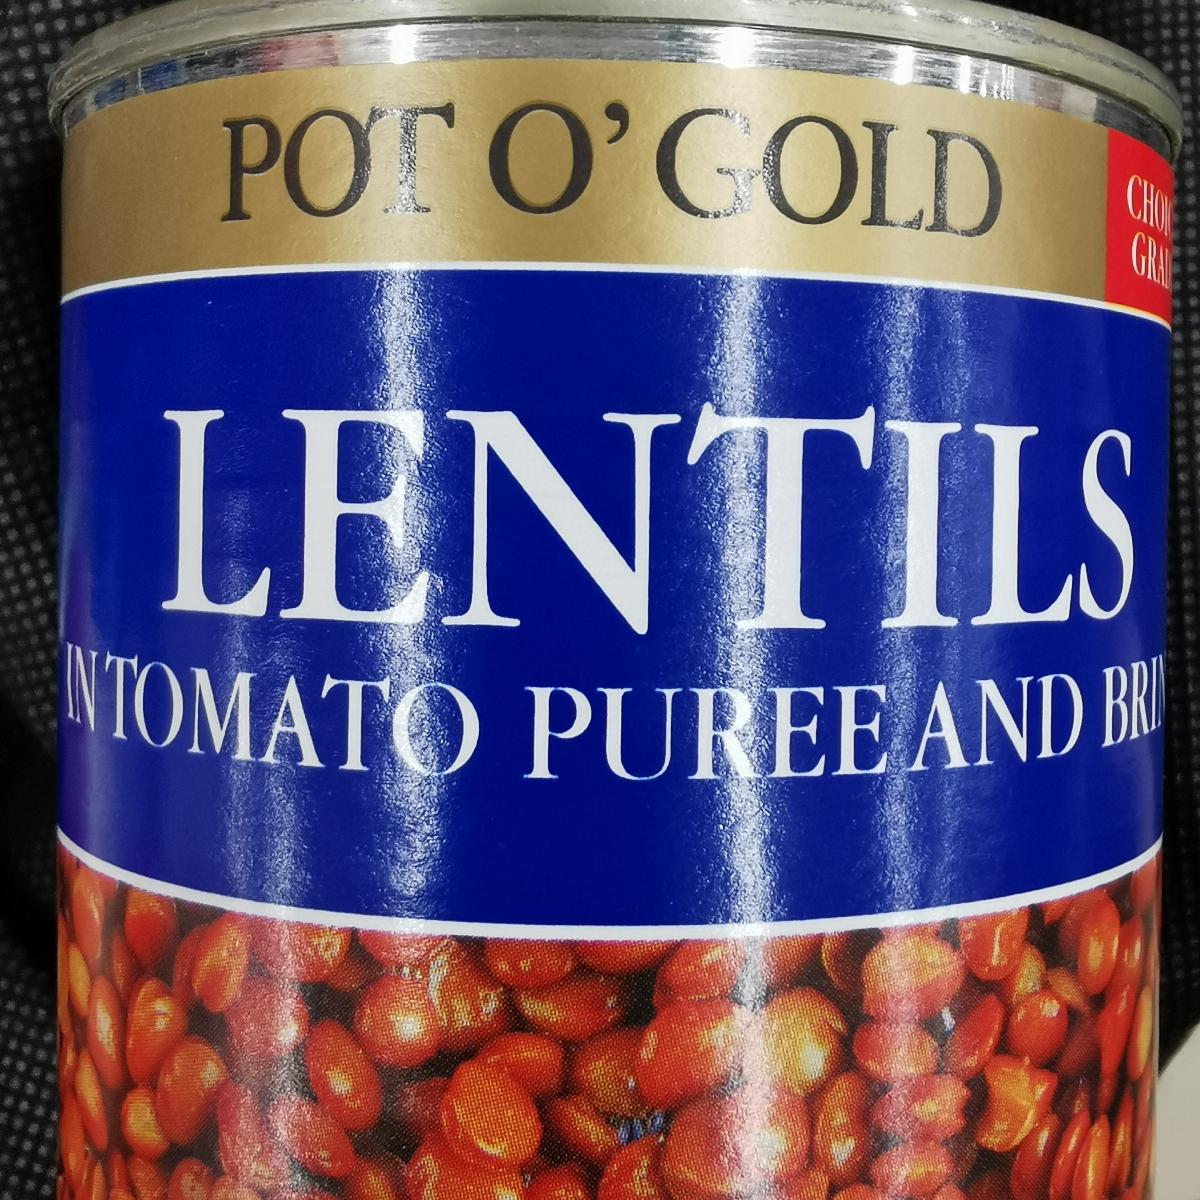 POT O' GOLD
LENTILS
IN TOMATO PUREE AND